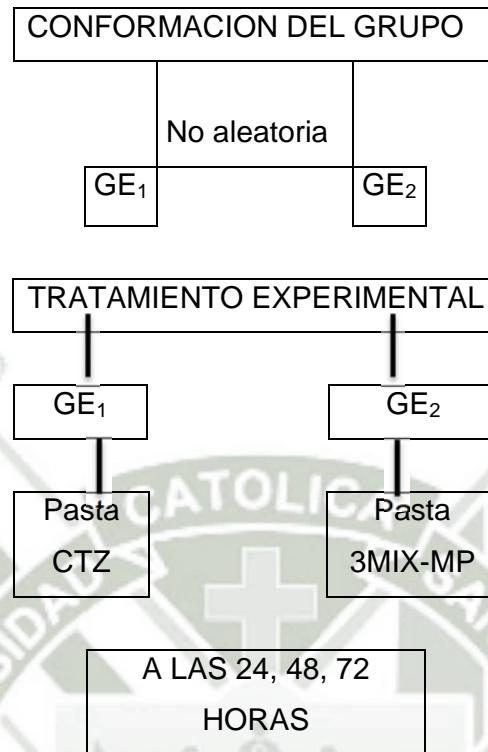 CONFORMACION DEL GRUPO
No aleatoria
GE₁ GE₂
TRATAMIENTO EXPERIMENTAL
GE₁ GE₂
Pasta Pasta
CTZ 3MIX-MP
A LAS 24, 48, 72
HORAS
CATOLICA